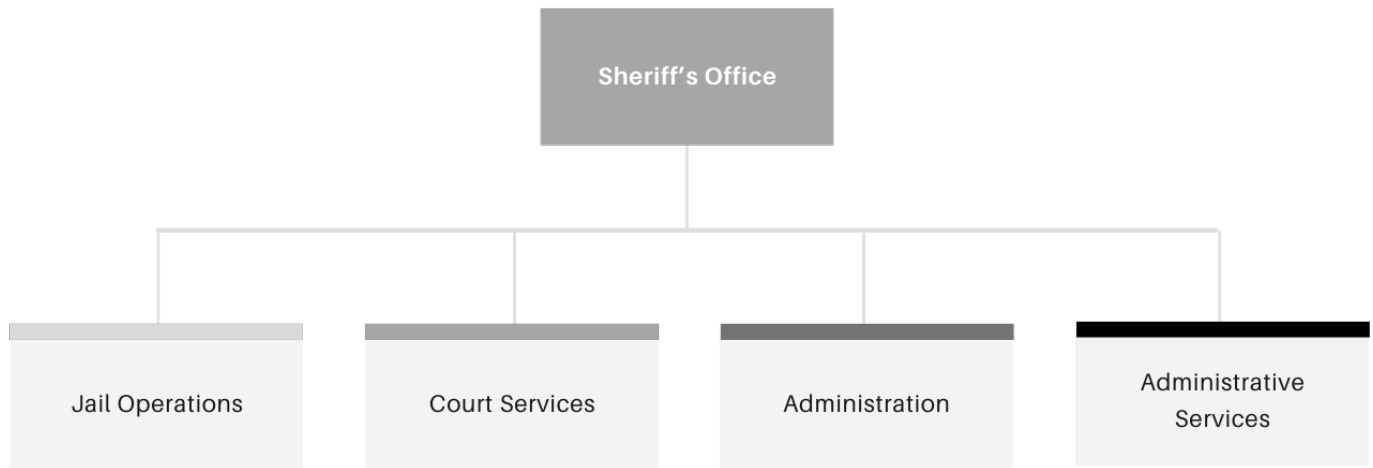 Sheriff’s Office
Jail Operations
Court Services
Administration
Administrative
Services